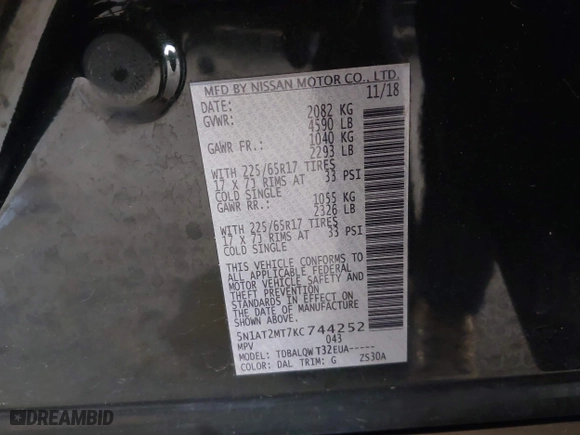 MFD BY NISSAN MOTOR CO., LTD.
DATE: 11/18
GVWR: 2082 KG
4590 LB
GAWR FR.: 1040 KG
2293 LB
WITH 225/65R17 TIRES
17 X 7J RIMS AT 33 PSI
COLD SINGLE
GAWR RR.: 1055 KG
2326 LB
WITH 225/65R17 TIRES
17 X 7J RIMS AT 33 PSI
COLD SINGLE
THIS VEHICLE CONFORMS TO
ALL APPLICABLE FEDERAL
MOTOR VEHICLE SAFETY AND
THEFT PREVENTION
STANDARDS IN EFFECT ON
THE DATE OF MANUFACTURE
SHOWN ABOVE.
5N1AT2MT7KC744252
MPV 043
MODEL: TDBALQW T32EUA-----
COLOR: DAL TRIM: G ZS30A
DREAMBID